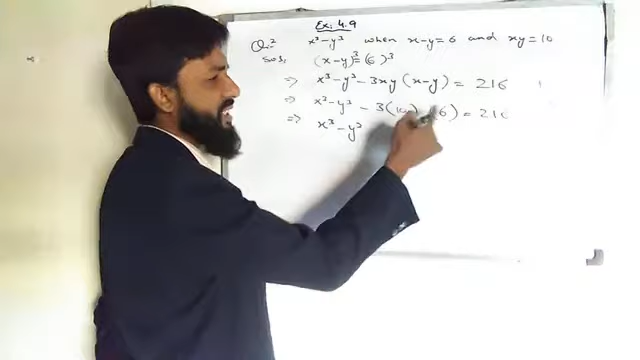 Ex. 4.9
Q.2 x³-y³ when x-y=6 and xy=10
Sol: (x-y)³=(6)³
⇒ x³-y³-3xy(x-y)=216
⇒ x³-y³-3(10)(6)=216
⇒ x³-y³